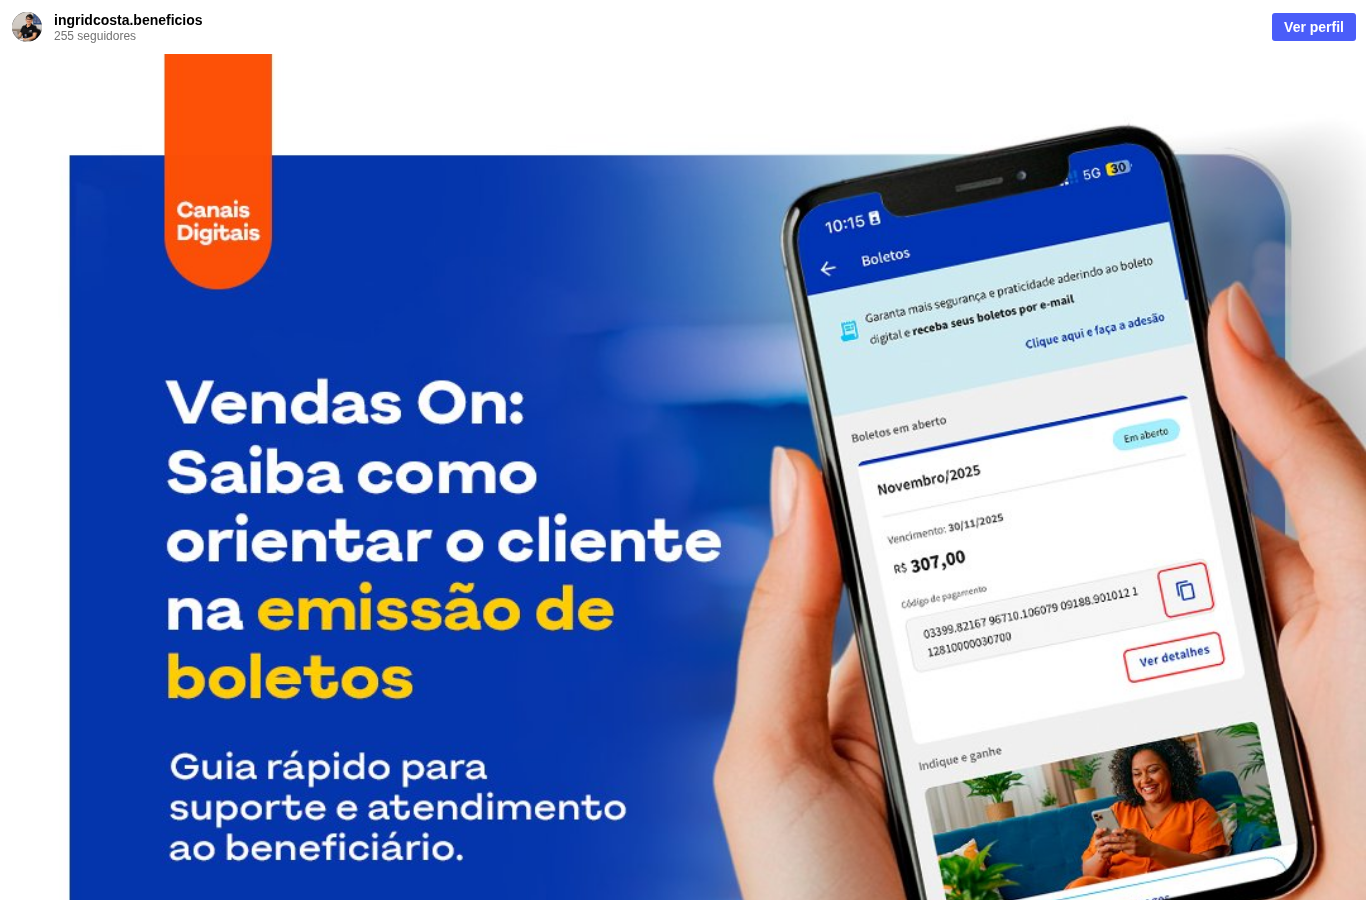 ingridcosta.beneficios
255 seguidores
Ver perfil
Canais
Digitais
Vendas On:
Saiba como
orientar o cliente
na emissão de
boletos
Guia rápido para
suporte e atendimento
ao beneficiário.
10:15
5G 30
Boletos
Garanta mais segurança e praticidade aderindo ao boleto
digital e receba seus boletos por e-mail
Clique aqui e faça a adesão
Boletos em aberto
Em aberto
Novembro/2025
Vencimento: 30/11/2025
R$ 307,00
Código de pagamento
03399.82167 96710.106079 09188.901012 1
12810000030700
Ver detalhes
Indique e ganhe